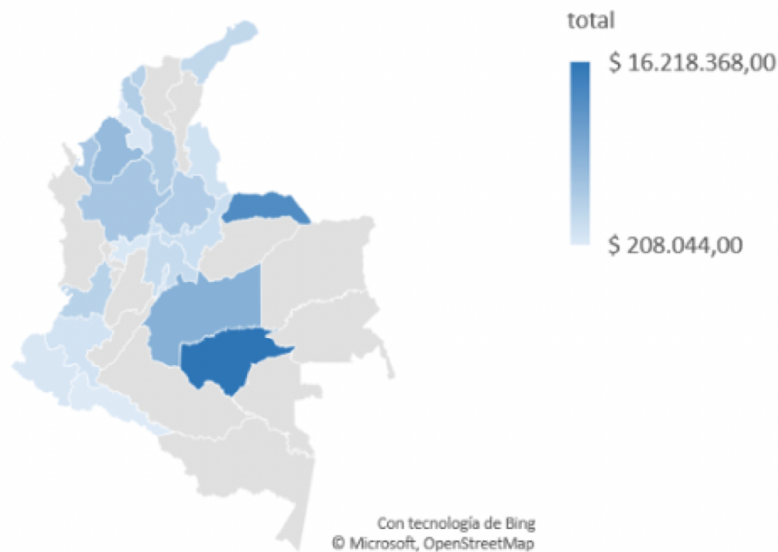 total
$ 16.218.368,00
$ 208.044,00
Con tecnología de Bing
© Microsoft, OpenStreetMap